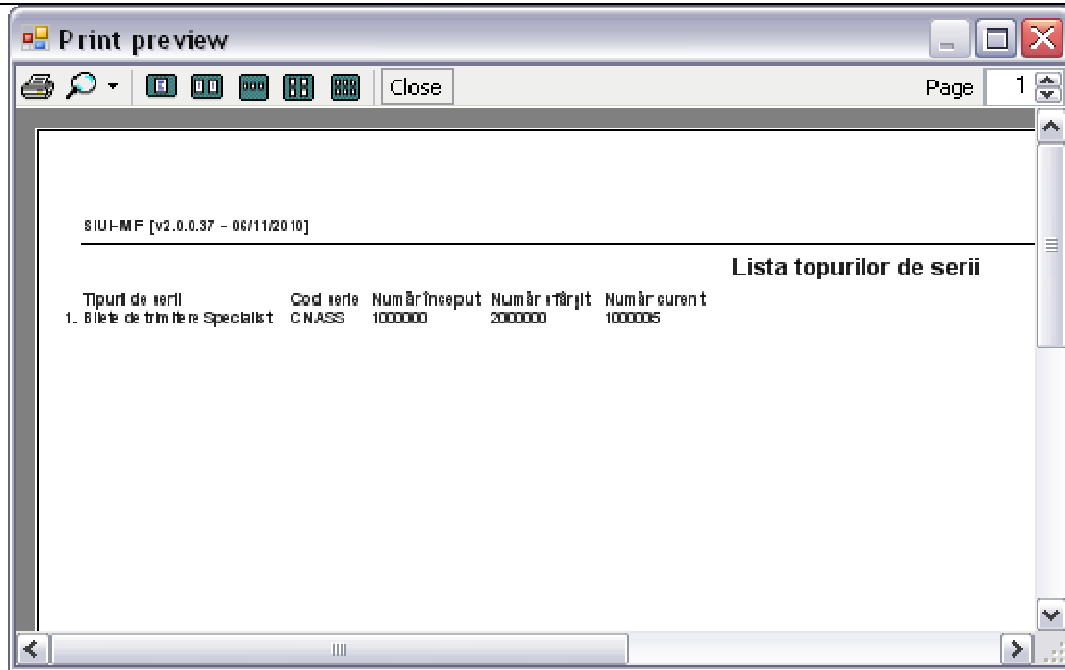 Print preview
Close Page 1
SIUI-MF [v2.0.0.37 - 06/11/2010]
Lista topurilor de serii
Tipuri de serii Cod serie Număr început Număr sfârşit Număr curent
1. Bilete de trimitere Specialist CNASS 1000000 2000000 1000005